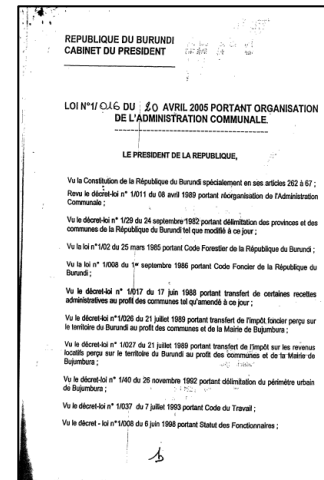 REPUBLIQUE DU BURUNDI
CABINET DU PRESIDENT
LOI N°1/ 016 DU 20 AVRIL 2005 PORTANT ORGANISATION
DE L'ADMINISTRATION COMMUNALE.
LE PRESIDENT DE LA REPUBLIQUE,
Vu la Constitution de la République du Burundi spécialement en ses articles 262 à 67 ;
Revu le décret-loi n° 1/011 du 08 avril 1989 portant réorganisation de l'Administration
Communale ;
Vu le décret-loi n° 1/29 du 24 septembre 1982 portant délimitation des provinces et des
communes de la République du Burundi tel que modifié à ce jour ;
Vu la loi n°1/02 du 25 mars 1985 portant Code Forestier de la République du Burundi ;
Vu la loi n° 1/008 du 1er septembre 1986 portant Code Foncier de la République du
Burundi ;
Vu le décret-loi n° 1/017 du 17 juin 1988 portant transfert de certaines recettes
administratives au profit des communes tel qu'amendé à ce jour ;
Vu le décret-loi n°1/026 du 21 juillet 1989 portant transfert de l'impôt foncier perçu sur
le territoire du Burundi au profit des communes et de la Mairie de Bujumbura ;
Vu le décret-loi n° 1/027 du 21 juillet 1989 portant transfert de l'impôt sur les revenus
locatifs perçu sur le territoire du Burundi au profit des communes et de la Mairie de
Bujumbura ;
Vu le décret-loi n° 1/40 du 26 novembre 1992 portant délimitation du périmètre urbain
de Bujumbura ;
Vu le décret-loi n° 1/037 du 7 juillet 1993 portant Code du Travail ;
Vu le décret - loi n°1/008 du 6 juin 1998 portant Statut des Fonctionnaires ;